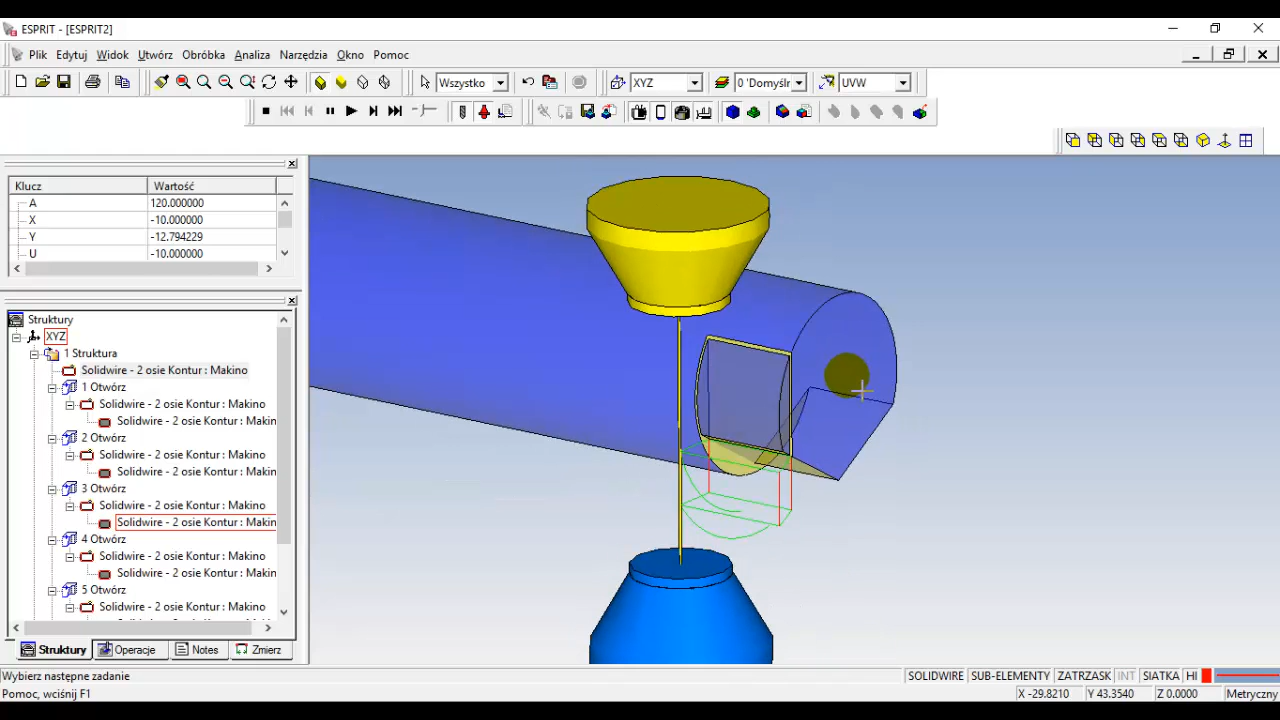 ESPRIT - [ESPRIT2]
Plik Edytuj Widok Utwórz Obróbka Analiza Narzędzia Okno Pomoc
Wszystko XYZ 0 'Domyślr UVW
Klucz Wartość
A 120.000000
X -10.000000
Y -12.794229
U -10.000000
Struktury
XYZ
1 Struktura
Solidwire - 2 osie Kontur : Makino
1 Otwórz
Solidwire - 2 osie Kontur : Makino
Solidwire - 2 osie Kontur : Makin
2 Otwórz
Solidwire - 2 osie Kontur : Makino
Solidwire - 2 osie Kontur : Makin
3 Otwórz
Solidwire - 2 osie Kontur : Makino
Solidwire - 2 osie Kontur : Makin
4 Otwórz
Solidwire - 2 osie Kontur : Makino
Solidwire - 2 osie Kontur : Makin
5 Otwórz
Solidwire - 2 osie Kontur : Makino
Struktury Operacje Notes Zmierz
Wybierz następne zadanie SOLIDWIRE SUB-ELEMENTY ZATRZASK INT SIATKA HI
Pomoc, wciśnij F1 X -29.8210 Y 43.3540 Z 0.0000 Metryczny